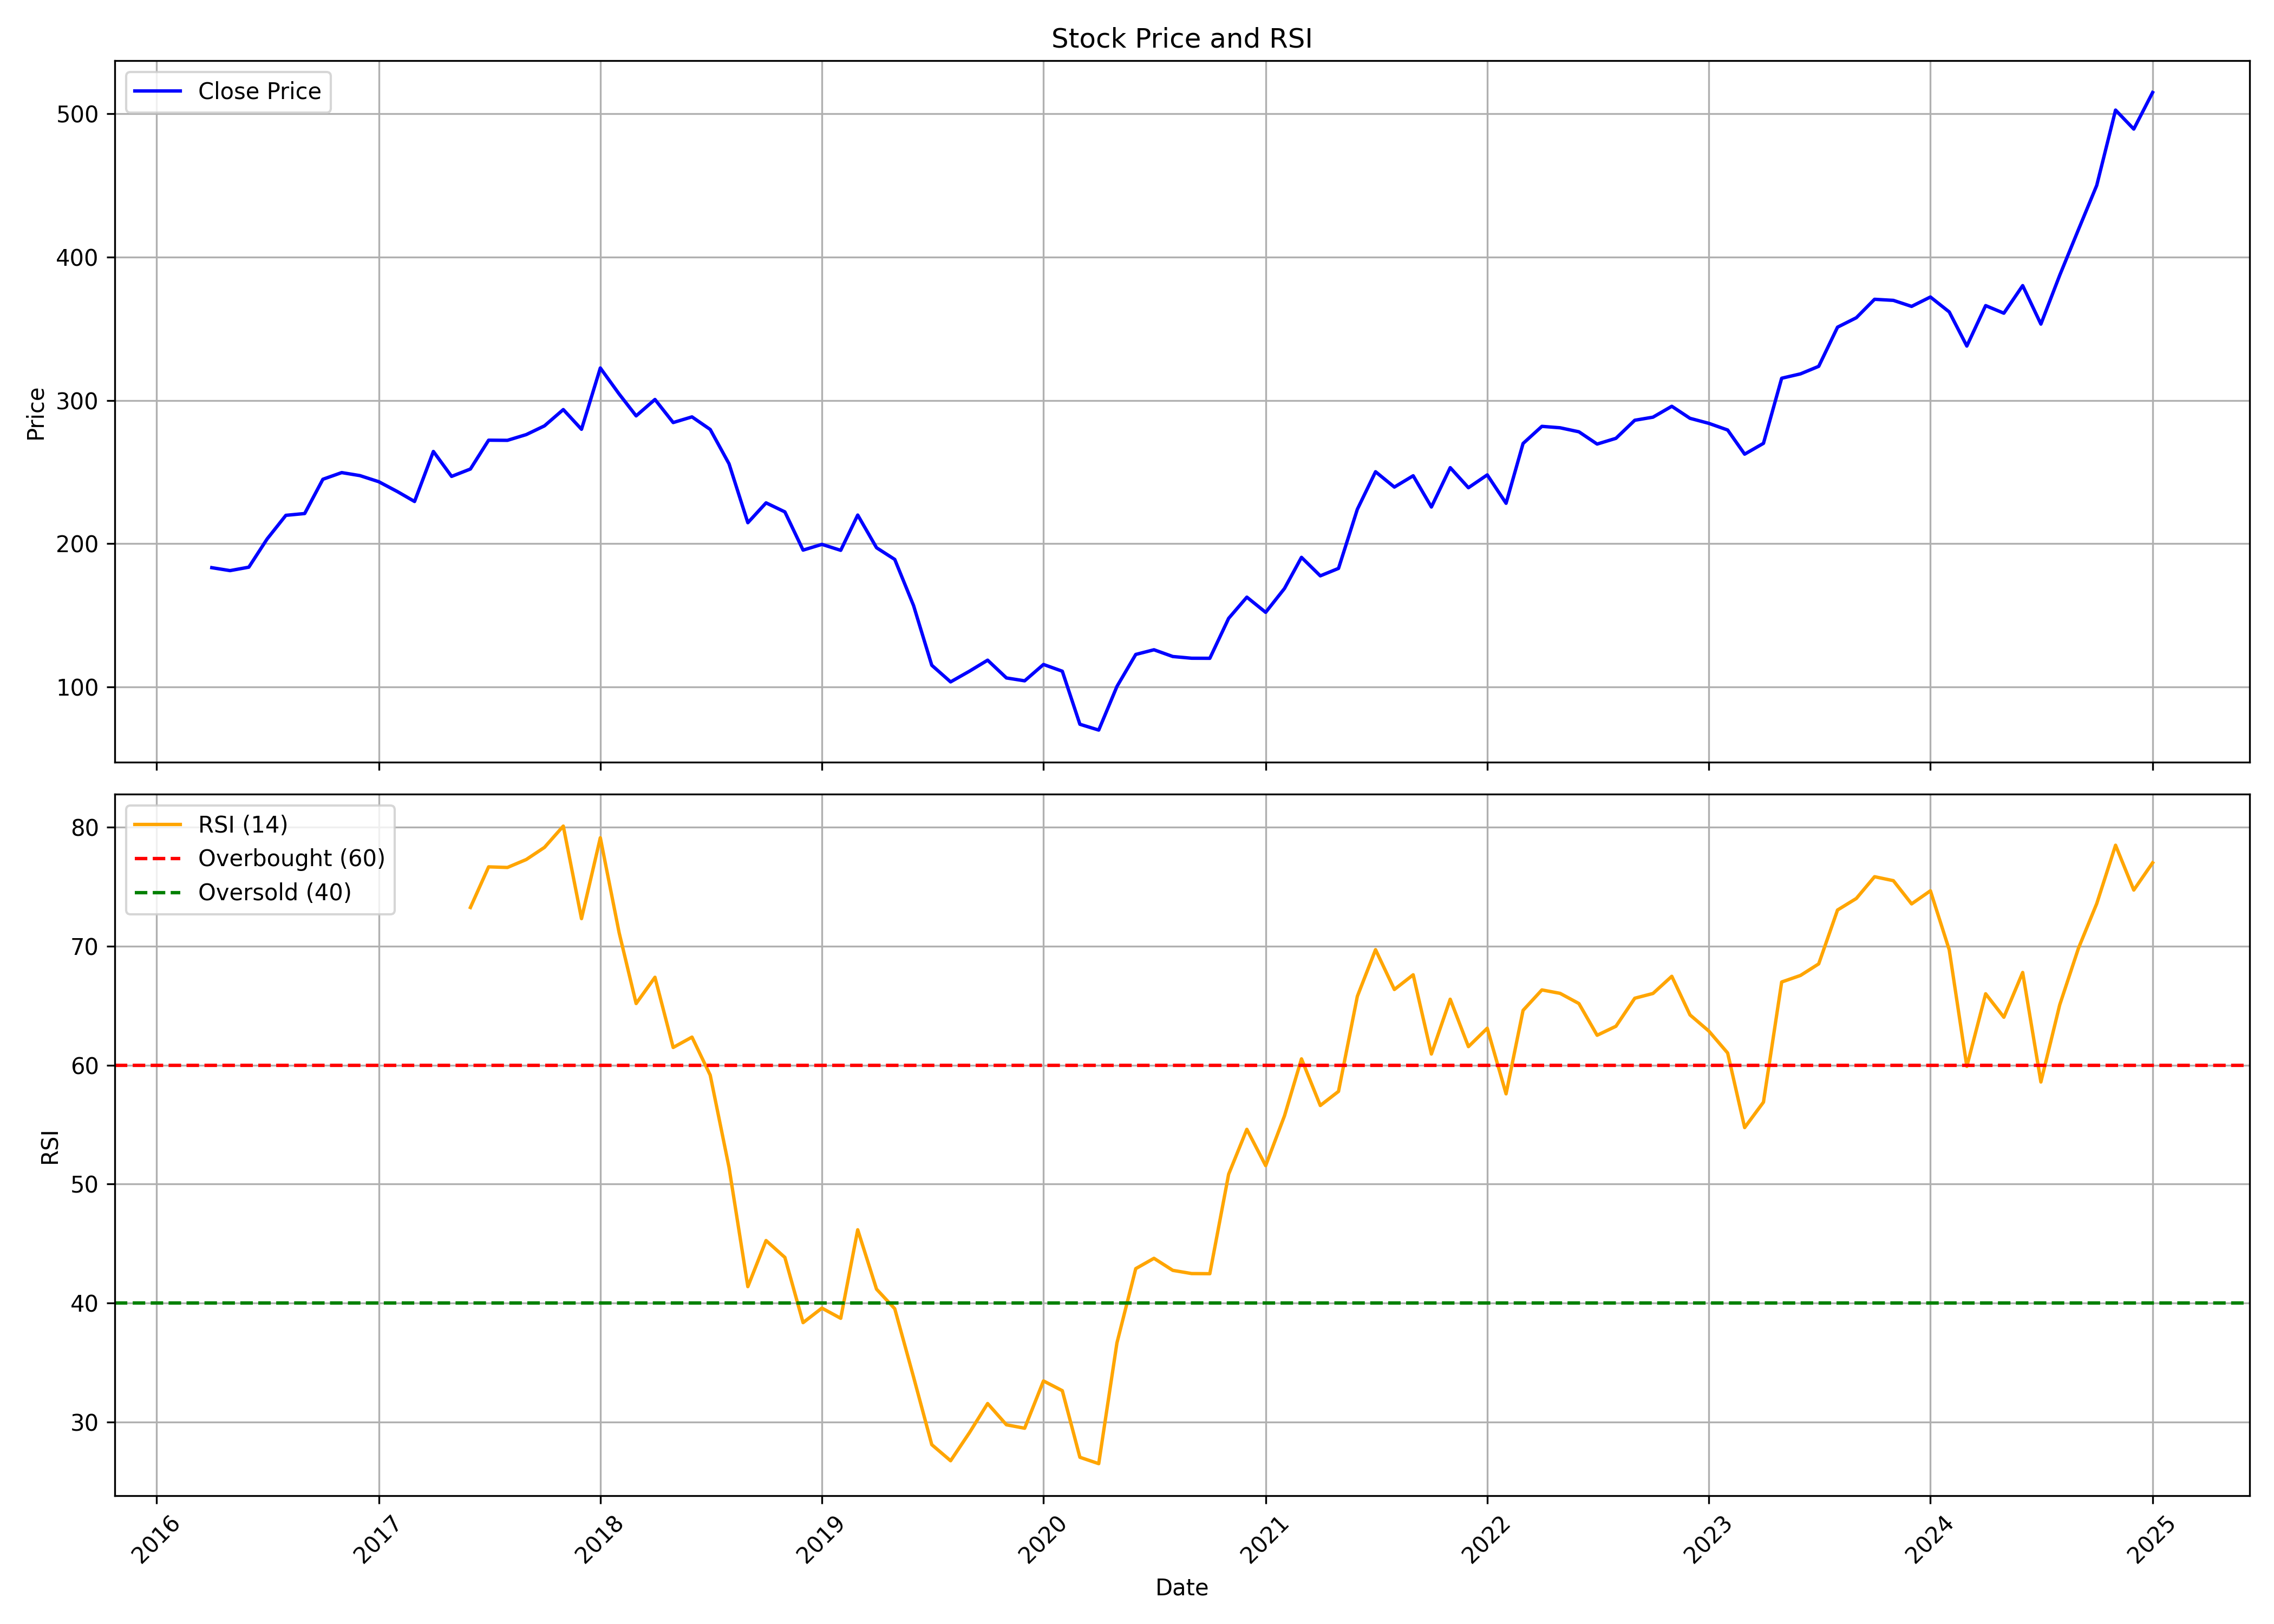 Stock Price and RSI
Close Price
500
400
300
200
100
Price
RSI (14)
Overbought (60)
Oversold (40)
80
70
60
50
40
30
RSI
2016
2017
2018
2019
2020
2021
2022
2023
2024
2025
Date